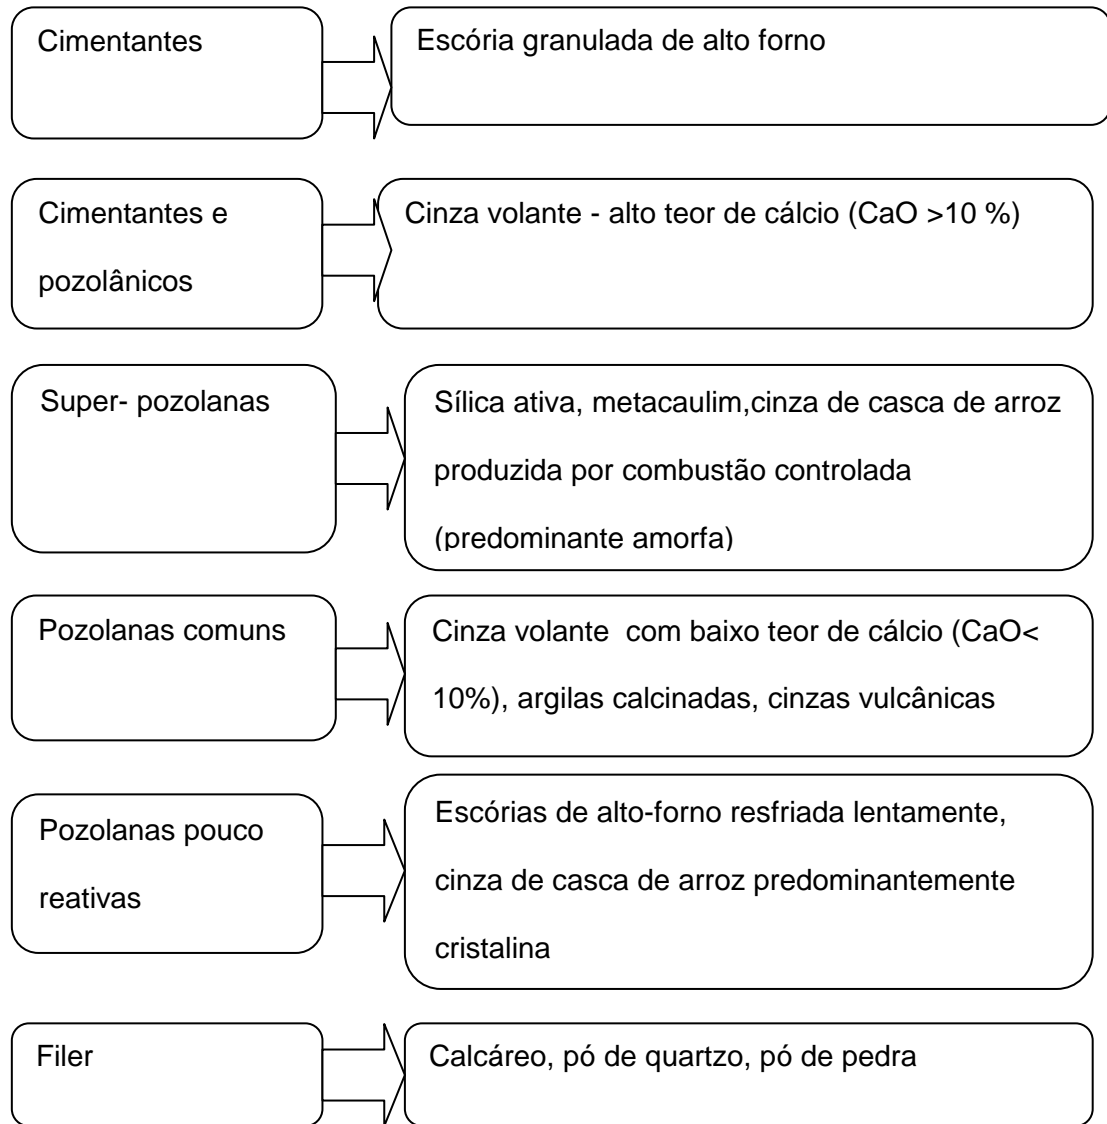 Cimentantes
Escória granulada de alto forno
Cimentantes e
pozolânicos
Cinza volante - alto teor de cálcio (CaO >10 %)
Super- pozolanas
Sílica ativa, metacaulim,cinza de casca de arroz
produzida por combustão controlada
(predominante amorfa)
Pozolanas comuns
Cinza volante  com baixo teor de cálcio (CaO<
10%), argilas calcinadas, cinzas vulcânicas
Pozolanas pouco
reativas
Escórias de alto-forno resfriada lentamente,
cinza de casca de arroz predominantemente
cristalina
Filer
Calcáreo, pó de quartzo, pó de pedra